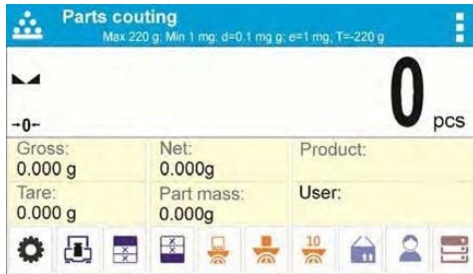 Parts couting
Max 220 g; Min 1 mg; d=0.1 mg g; e=1 mg; T=-220 g
0 pcs
→0←
Gross: Net: Product:
0.000 g 0.000g
Tare: Part mass: User:
0.000 g 0.000g
10